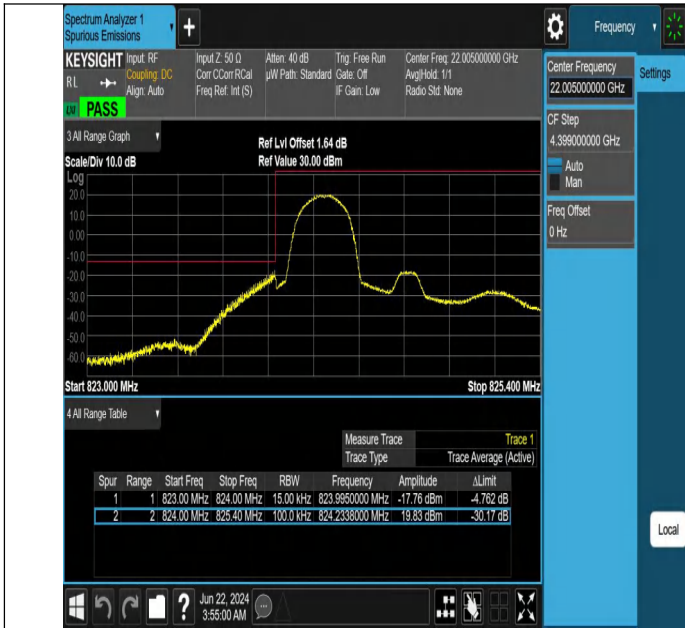 Spectrum Analyzer 1
Spurious Emissions
Frequency
KEYSIGHT
RL
PASS
Input: RF
Coupling: DC
Align: Auto
Input Z: 50 Ω
Corr CCorr RCal
Freq Ref: Int (S)
Atten: 40 dB
µW Path: Standard
Trig: Free Run
Gate: Off
IF Gain: Low
Center Freq: 22.005000000 GHz
Avg|Hold: 1/1
Radio Std: None
Center Frequency
22.005000000 GHz
Settings
CF Step
4.399000000 GHz
Auto
Man
Freq Offset
0 Hz
3 All Range Graph
Scale/Div 10.0 dB
Ref Lvl Offset 1.64 dB
Ref Value 30.00 dBm
Log
20.0
10.0
0.00
-10.0
-20.0
-30.0
-40.0
-50.0
-60.0
Start 823.000 MHz
Stop 825.400 MHz
4 All Range Table
Measure Trace Trace 1
Trace Type Trace Average (Active)
Spur Range Start Freq Stop Freq RBW Frequency Amplitude ΔLimit
1 1 823.00 MHz 824.00 MHz 15.00 kHz 823.9950000 MHz -17.76 dBm -4.762 dB
2 2 824.00 MHz 825.40 MHz 100.0 kHz 824.2338000 MHz 19.83 dBm -30.17 dB
Local
Jun 22, 2024
3:55:00 AM